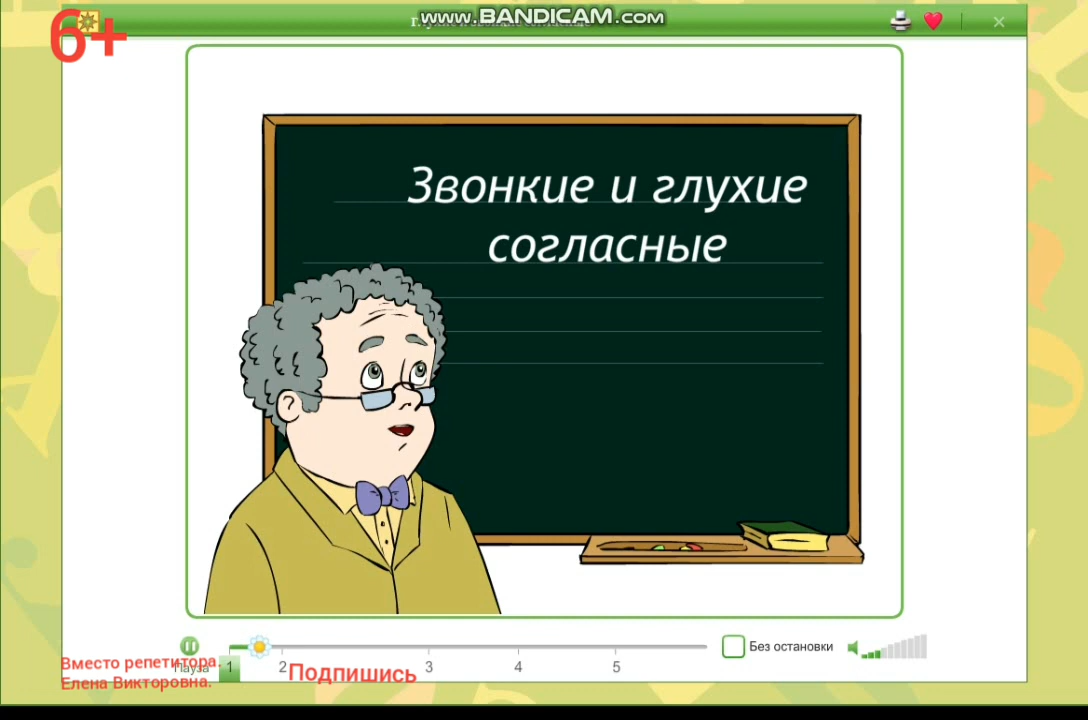 6+
www.BANDICAM.com
Звонкие и глухие
согласные
Без остановки
Пауза
1 2 3 4 5
Вместо репетитора.
Елена Викторовна.
Подпишись